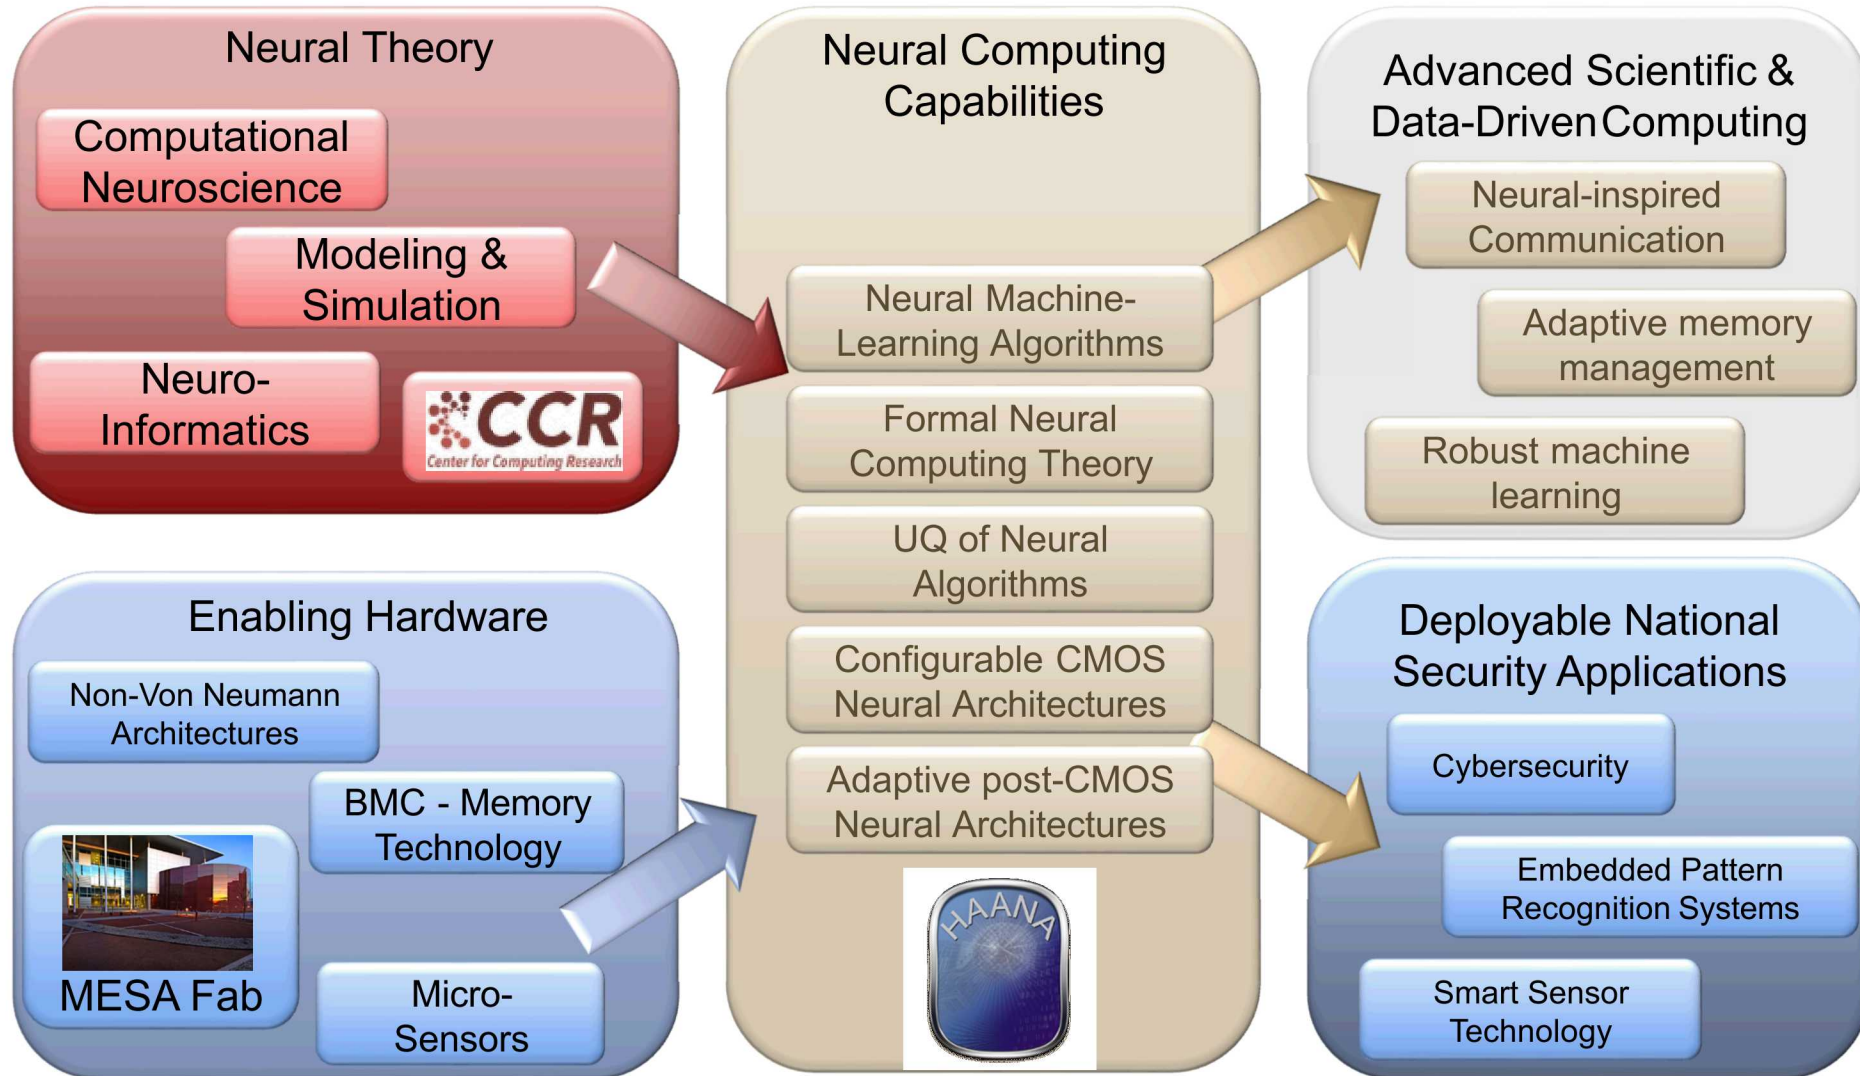 Neural Theory
Computational
Neuroscience
Modeling &
Simulation
Neuro-
Informatics
CCR
Center for Computing Research
Enabling Hardware
Non-Von Neumann
Architectures
BMC - Memory
Technology
MESA Fab
Micro-
Sensors
Neural Computing
Capabilities
Neural Machine-
Learning Algorithms
Formal Neural
Computing Theory
UQ of Neural
Algorithms
Configurable CMOS
Neural Architectures
Adaptive post-CMOS
Neural Architectures
HAANA
Advanced Scientific &
Data-Driven Computing
Neural-inspired
Communication
Adaptive memory
management
Robust machine
learning
Deployable National
Security Applications
Cybersecurity
Embedded Pattern
Recognition Systems
Smart Sensor
Technology